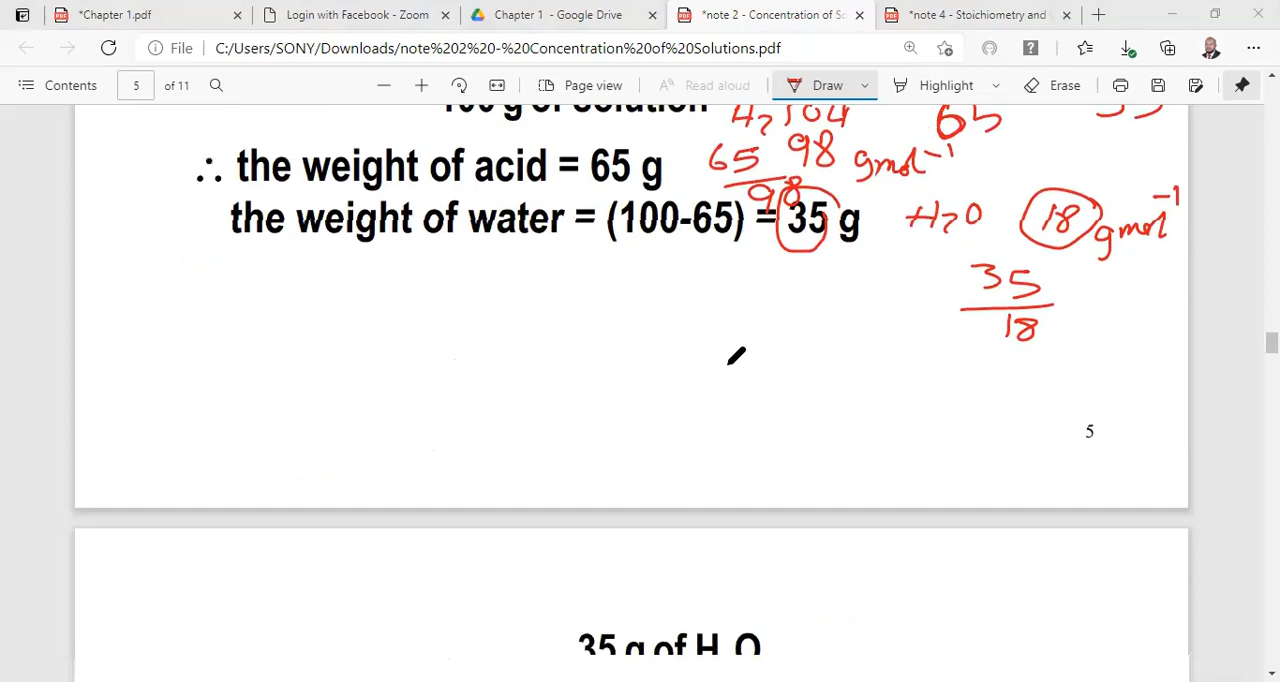 *Chapter 1.pdf
Login with Facebook - Zoom
Chapter 1 - Google Drive
*note 2 - Concentration of So
*note 4 - Stoichiometry and
File
C:/Users/SONY/Downloads/note%202%20-%20Concentration%20of%20Solutions.pdf
Contents
5
of 11
Page view
Read aloud
Draw
Highlight
Erase
100 g of solution
65
∴ the weight of acid = 65 g
65
98
98 gmol⁻¹
the weight of water = (100-65) = 35 g
H₂O
18 gmol⁻¹
35
18
5
35 g of H₂O